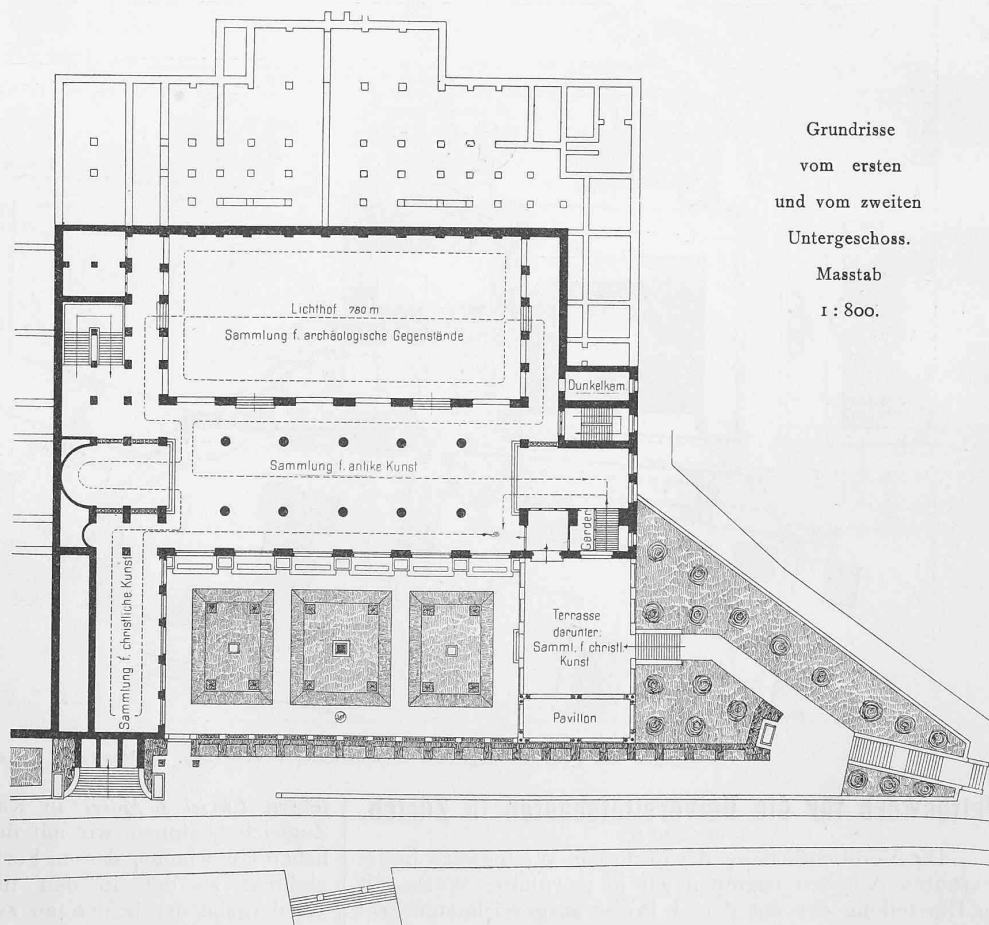 Grundrisse
vom ersten
und vom zweiten
Untergeschoss.
Masstab
1 : 800.
Lichthof 780 m
Sammlung f. archäologische Gegenstände
Dunkelkam.
Sammlung f. antike Kunst
Garder.
Sammlung f. christliche Kunst
Terrasse
darunter:
Samml. f. christl.
Kunst
Pavillon